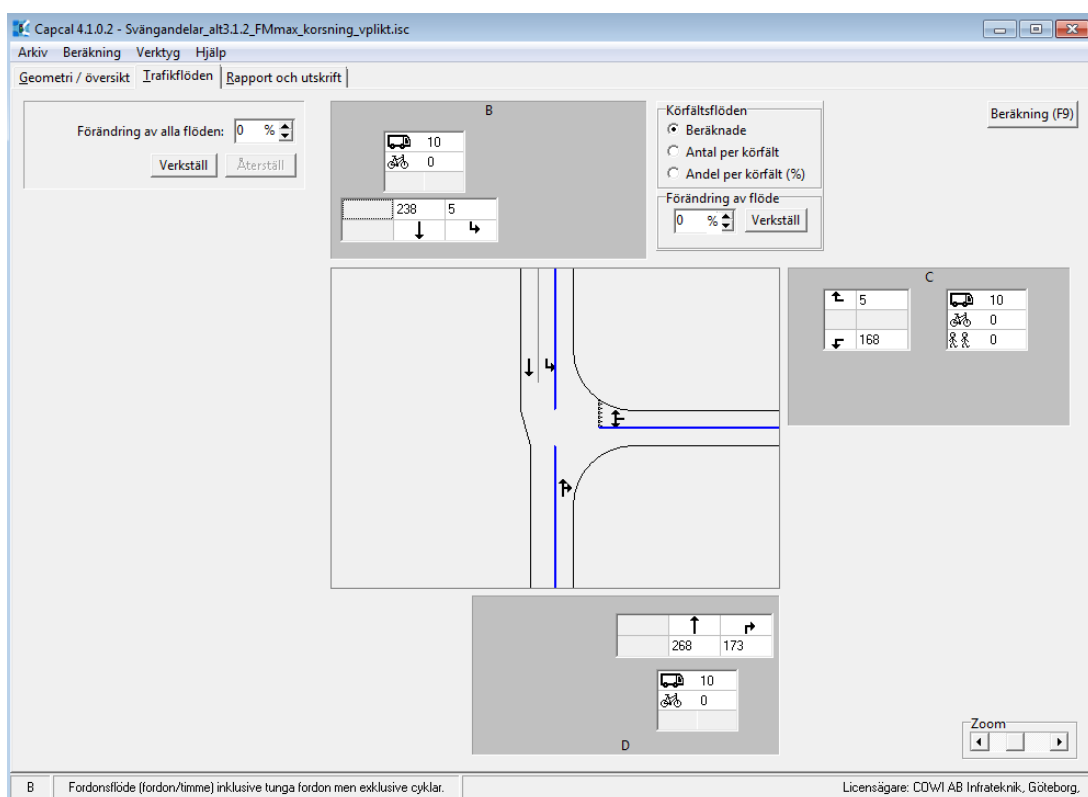 Capcal 4.1.0.2 - Svängandelar_alt3.1.2_FMmax_korsning_vplikt.isc
Arkiv Beräkning Verktyg Hjälp
Geometri / översikt Trafikflöden Rapport och utskrift
Förändring av alla flöden: 0 %
Verkställ Återställ
B
10
0
238 5
Körfältsflöden
Beräknade
Antal per körfält
Andel per körfält (%)
Förändring av flöde
0 % Verkställ
Beräkning (F9)
C
5
168
10
0
0
268 173
10
0
D
Zoom
B Fordonsflöde (fordon/timme) inklusive tunga fordon men exklusive cyklar. Licensägare: COWI AB Infrateknik, Göteborg,